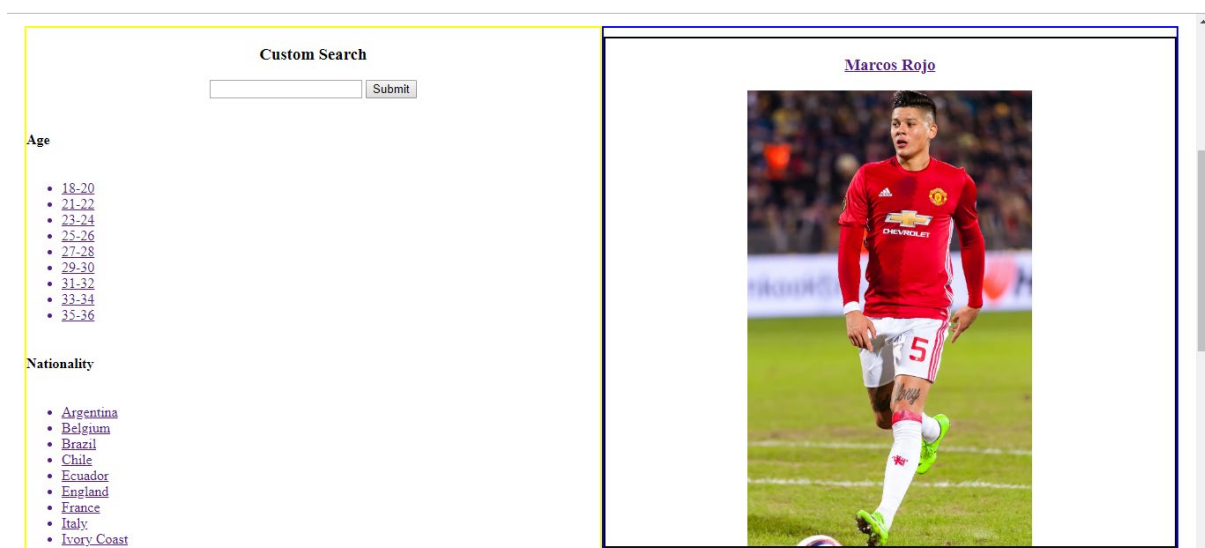 Custom Search
Submit
Age
18-20
21-22
23-24
25-26
27-28
29-30
31-32
33-34
35-36
Nationality
Argentina
Belgium
Brazil
Chile
Ecuador
England
France
Italy
Ivory Coast
Marcos Rojo
adidas
CHEVROLET
5